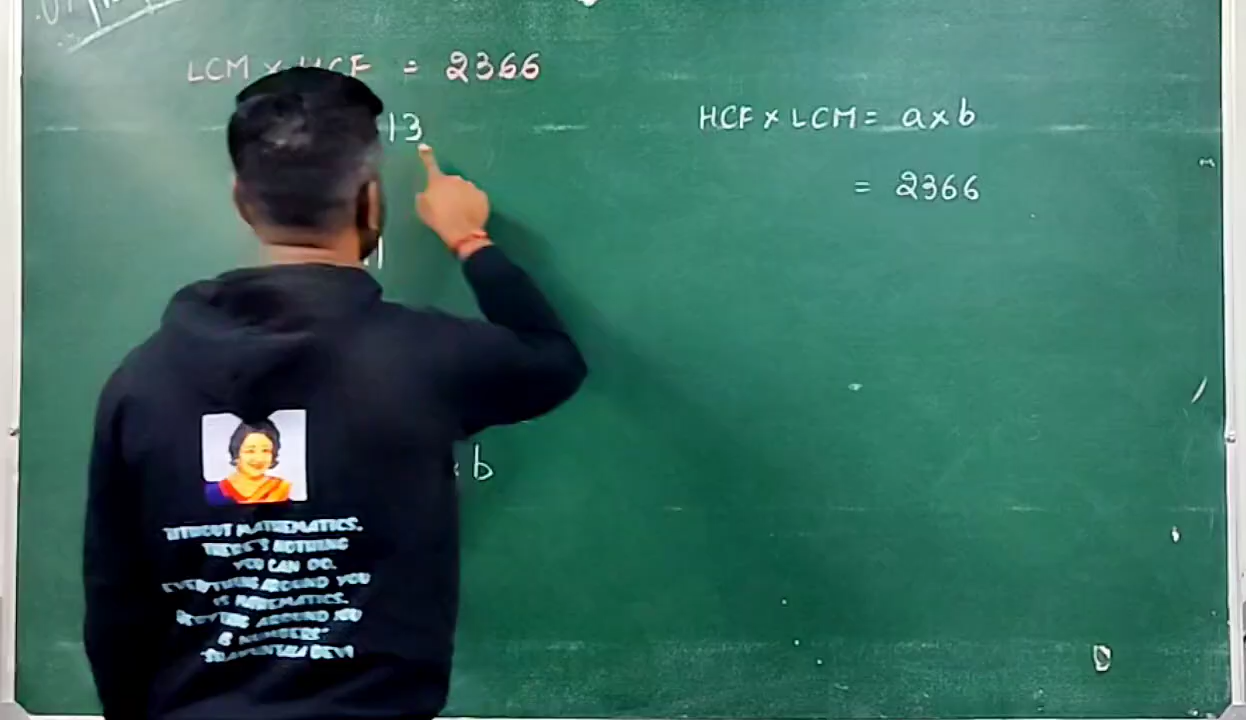 LCM × HCF = 2366
13
b
HCF × LCM = a × b
= 2366
WITHOUT MATHEMATICS,
THERE'S NOTHING
YOU CAN DO.
EVERYTHING AROUND YOU
IS MATHEMATICS.
EVERYTHING AROUND YOU
IS NUMBERS"
SHAKUNTALA DEVI